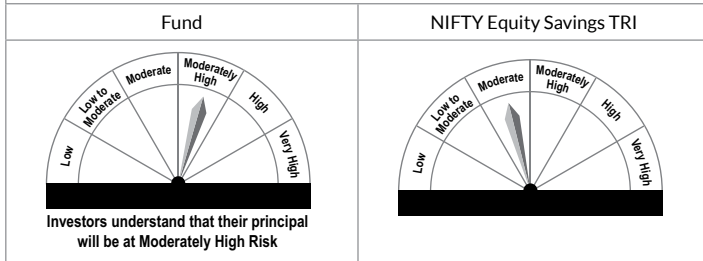 Fund
NIFTY Equity Savings TRI
Low
Low to
Moderate
Moderate
Moderately
High
High
Very High
Investors understand that their principal
will be at Moderately High Risk
Low
Low to
Moderate
Moderate
Moderately
High
High
Very High